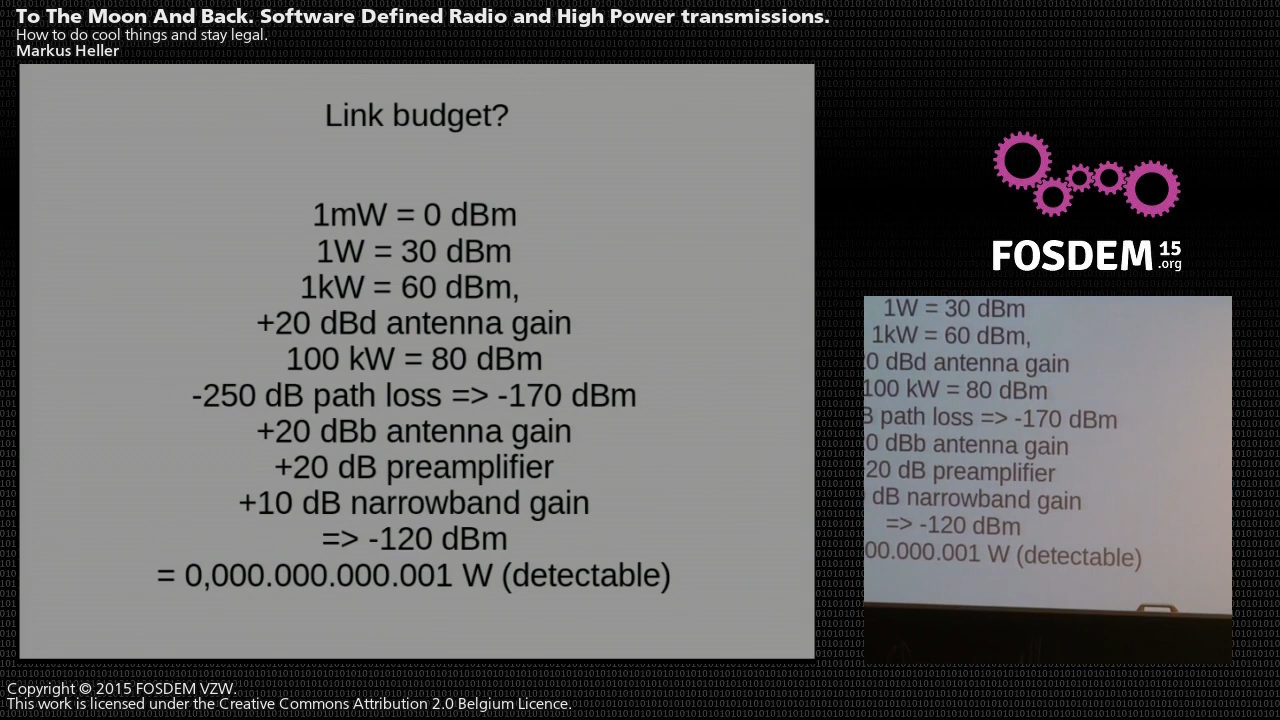 To The Moon And Back. Software Defined Radio and High Power transmissions.
How to do cool things and stay legal.
Markus Heller
Link budget?
1mW = 0 dBm
1W = 30 dBm
1kW = 60 dBm,
+20 dBd antenna gain
100 kW = 80 dBm
-250 dB path loss => -170 dBm
+20 dBb antenna gain
+20 dB preamplifier
+10 dB narrowband gain
=> -120 dBm
= 0,000.000.000.001 W (detectable)
FOSDEM 15
.org
1W = 30 dBm
1kW = 60 dBm,
0 dBd antenna gain
100 kW = 80 dBm
B path loss => -170 dBm
0 dBb antenna gain
20 dB preamplifier
dB narrowband gain
=> -120 dBm
00.000.001 W (detectable)
Copyright © 2015 FOSDEM VZW.
This work is licensed under the Creative Commons Attribution 2.0 Belgium Licence.